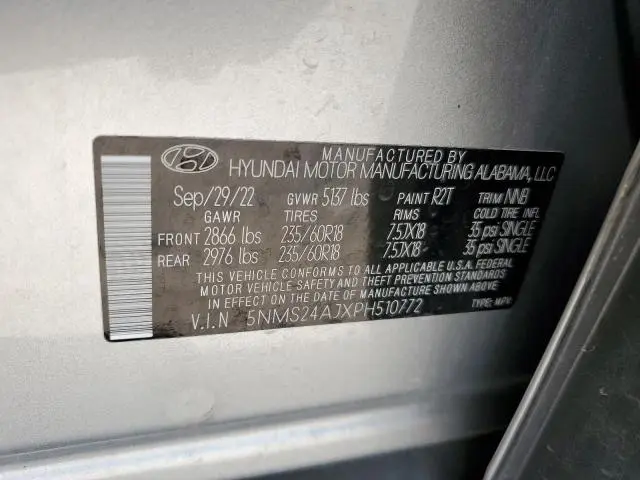 MANUFACTURED BY
HYUNDAI MOTOR MANUFACTURING ALABAMA, LLC
Sep/29/22 GVWR 5137 lbs PAINT R2T TRIM NNB
GAWR TIRES RIMS COLD TIRE INFL
FRONT 2866 lbs 235/60R18 7.5JX18 35 psi SINGLE
REAR 2976 lbs 235/60R18 7.5JX18 35 psi SINGLE
THIS VEHICLE CONFORMS TO ALL APPLICABLE U.S.A. FEDERAL
MOTOR VEHICLE SAFETY AND THEFT PREVENTION STANDARDS
IN EFFECT ON THE DATE OF MANUFACTURE SHOWN ABOVE
V.I.N 5NMS24AJXPH510772 TYPE: MPV